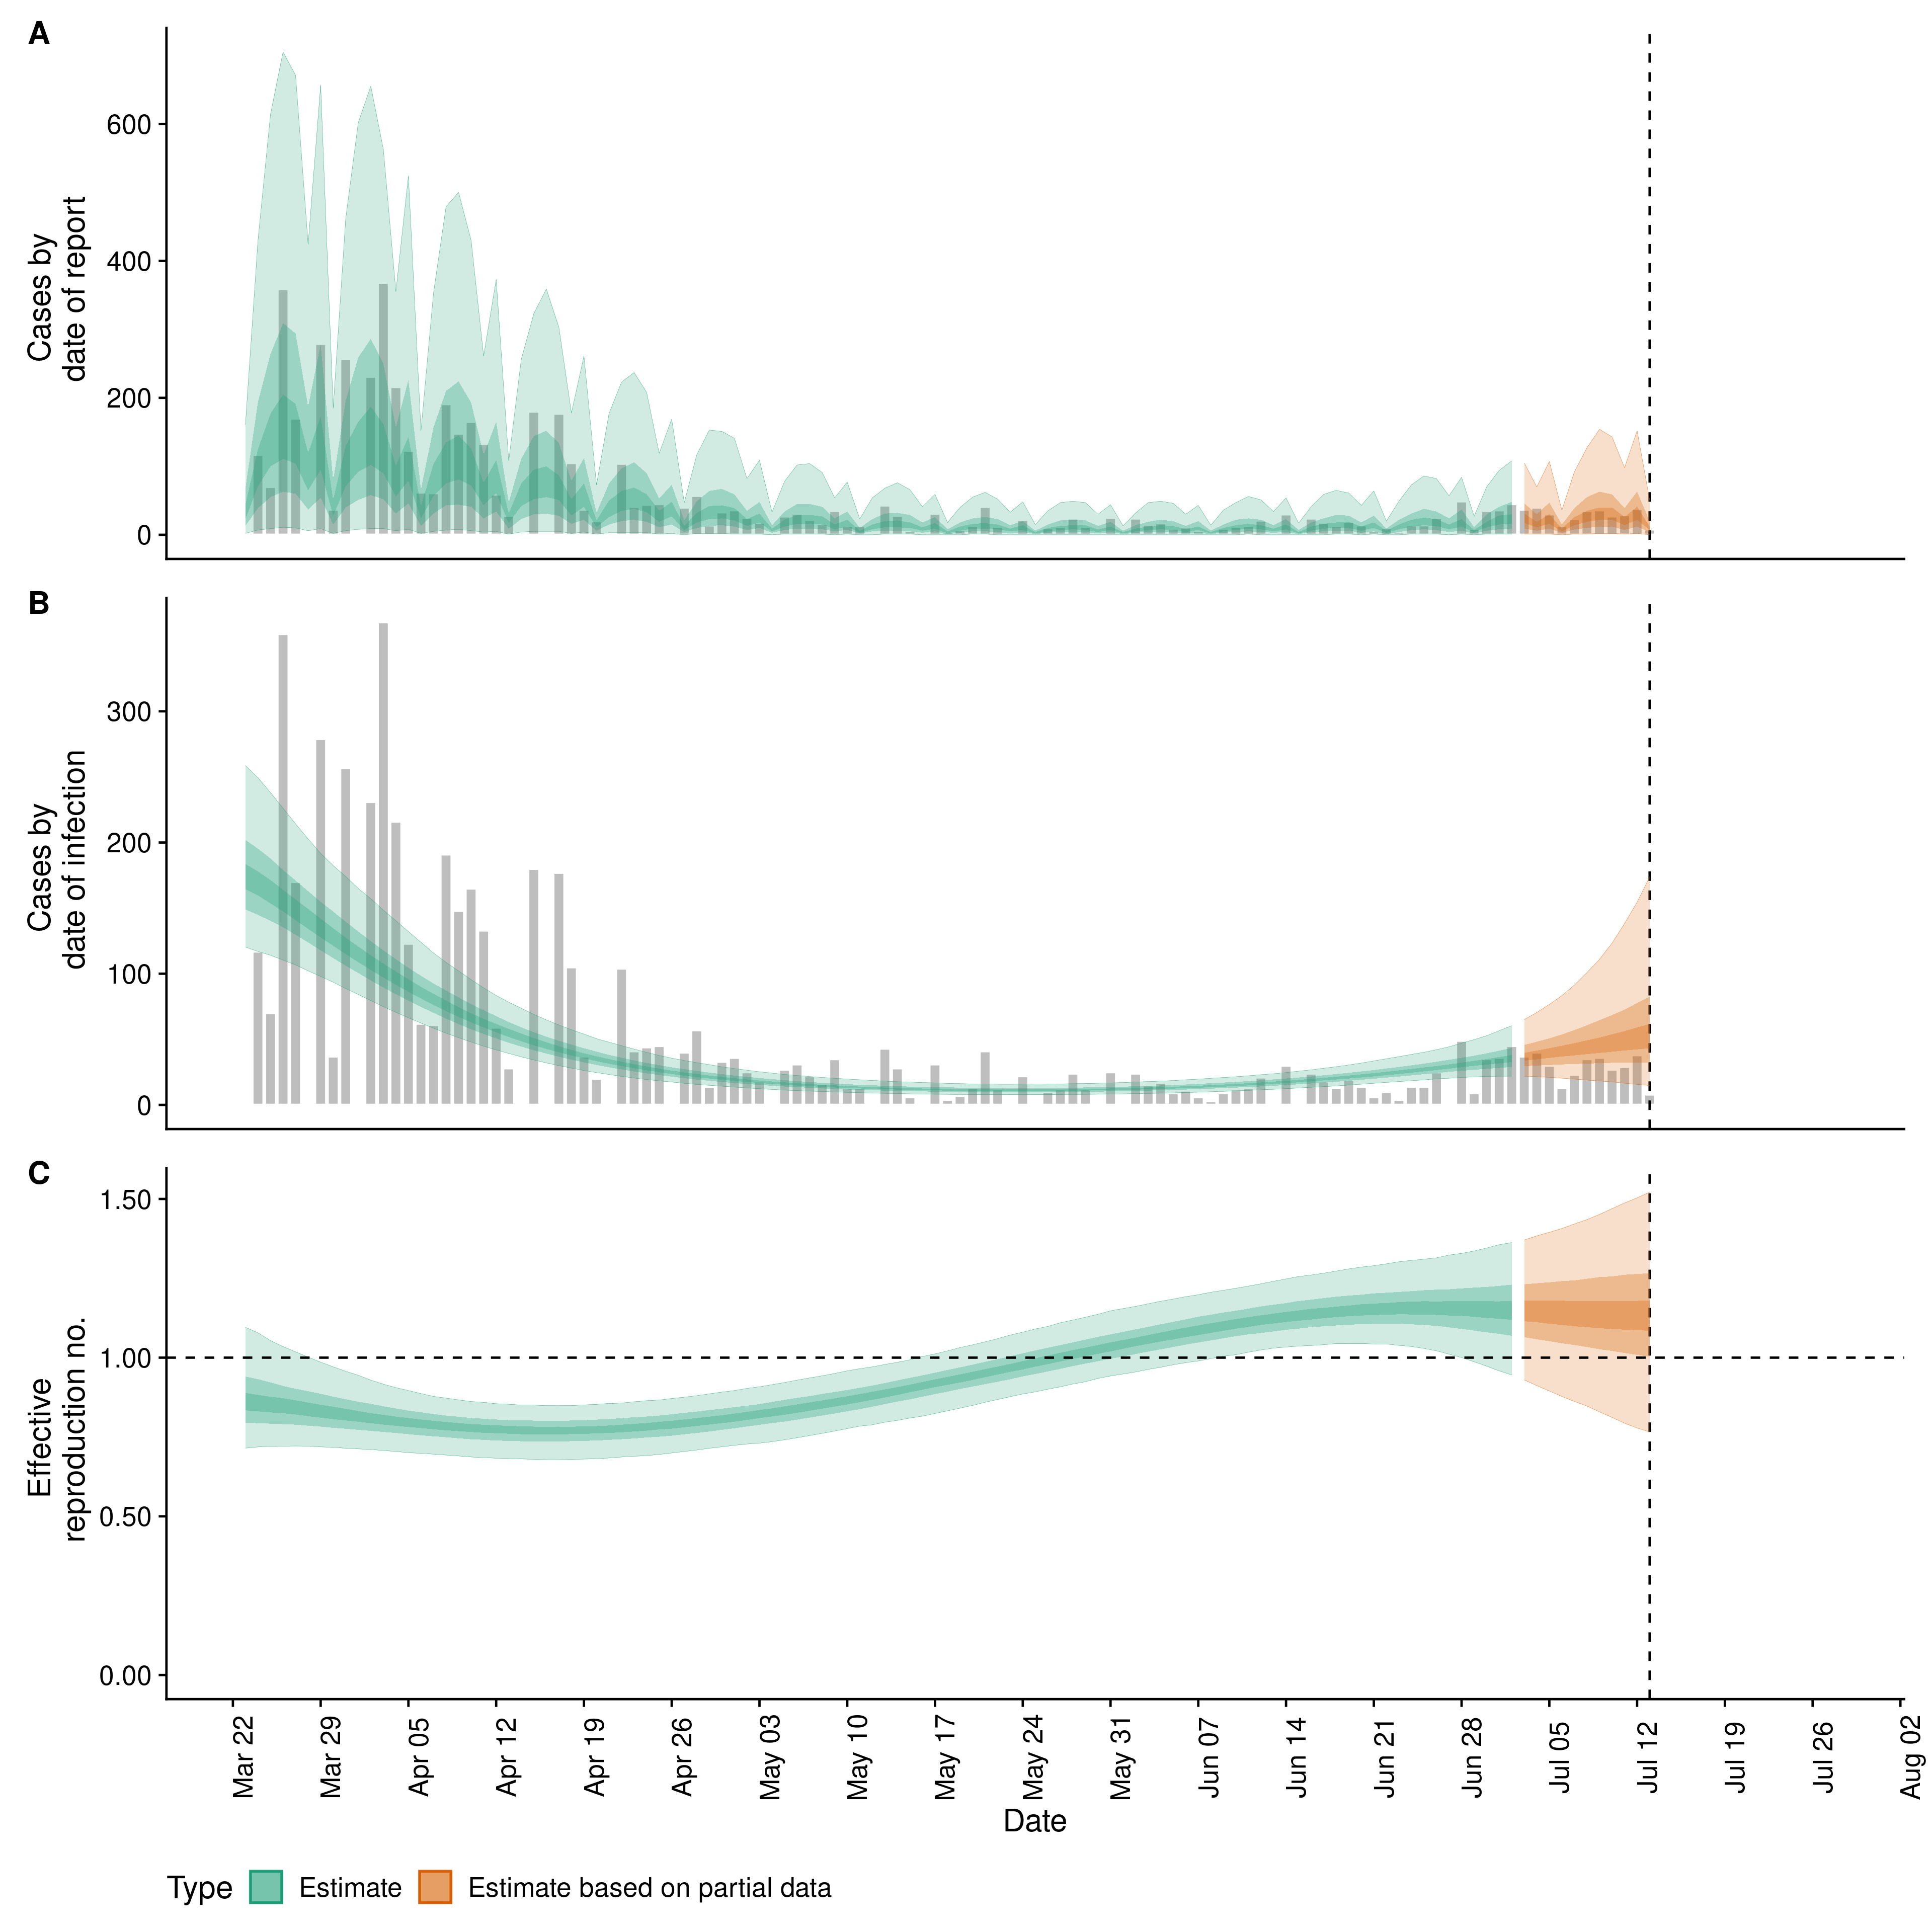 A
Cases by
date of report
600
400
200
0
B
Cases by
date of infection
300
200
100
0
C
Effective
reproduction no.
1.50
1.00
0.50
0.00
Mar 22
Mar 29
Apr 05
Apr 12
Apr 19
Apr 26
May 03
May 10
May 17
May 24
May 31
Jun 07
Jun 14
Jun 21
Jun 28
Jul 05
Jul 12
Jul 19
Jul 26
Aug 02
Date
Type Estimate Estimate based on partial data